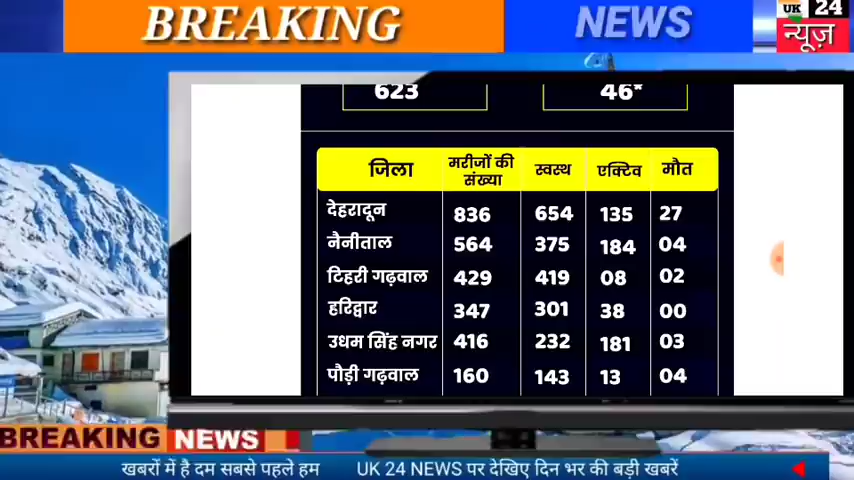 BREAKING NEWS
UK 24
न्यूज़
623 46*
जिला मरीजों की संख्या स्वस्थ एक्टिव मौत
देहरादून 836 654 135 27
नैनीताल 564 375 184 04
टिहरी गढ़वाल 429 419 08 02
हरिद्वार 347 301 38 00
उधम सिंह नगर 416 232 181 03
पौड़ी गढ़वाल 160 143 13 04
BREAKING NEWS
खबरों में है दम सबसे पहले हम UK 24 NEWS पर देखिए दिन भर की बड़ी खबरें